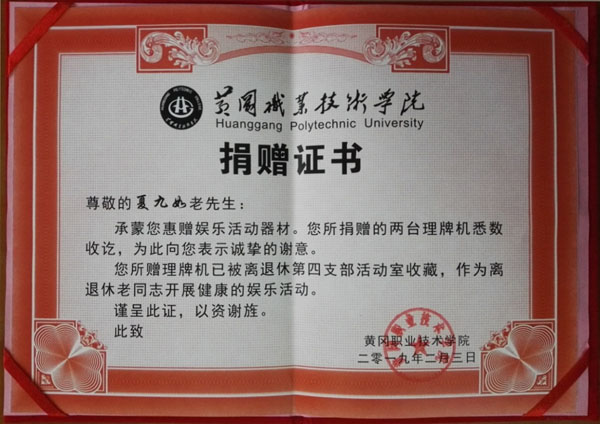 黄冈職業技術学院
Huanggang Polytechnic University
捐赠证书
尊敬的夏九如老先生：
承蒙您惠赠娱乐活动器材。您所捐赠的两台理牌机悉数
收讫，为此向您表示诚挚的谢意。
您所赠理牌机已被离退休第四支部活动室收藏，作为离
退休老同志开展健康的娱乐活动。
谨呈此证，以资谢旌。
此致
黄冈职业技术学院
二零一九年二月三日